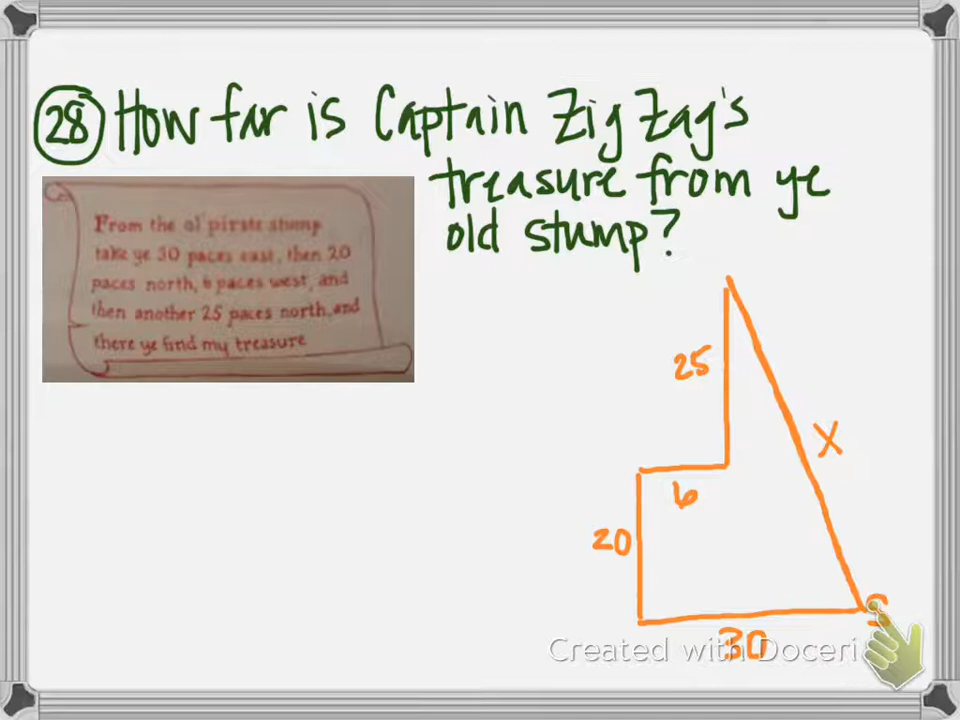 28 How far is Captain Zig Zag's
treasure from ye
old stump?
From the ol' pirate stump
take ye 30 paces east, then 20
paces north, 6 paces west, and
then another 25 paces north, and
there ye find my treasure
25
X
6
20
S
30
Created with Doceri